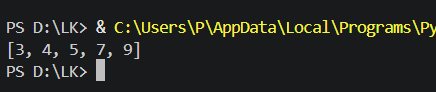 PS D:\LK> & C:\Users\P\AppData\Local\Programs\Py
[3, 4, 5, 7, 9]
PS D:\LK>